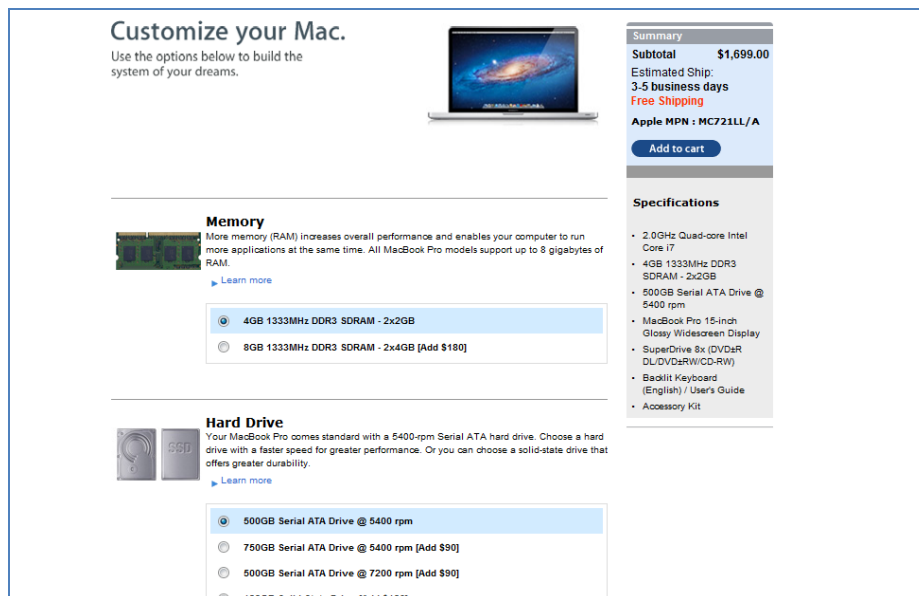 Customize your Mac.
Use the options below to build the
system of your dreams.
Summary
Subtotal $1,699.00
Estimated Ship:
3-5 business days
Free Shipping
Apple MPN : MC721LL/A
Add to cart
Specifications
• 2.0GHz Quad-core Intel
Core i7
• 4GB 1333MHz DDR3
SDRAM - 2x2GB
• 500GB Serial ATA Drive @
5400 rpm
• MacBook Pro 15-inch
Glossy Widescreen Display
• SuperDrive 8x (DVD±R
DL/DVD±RW/CD-RW)
• Backlit Keyboard
(English) / User's Guide
• Accessory Kit
Memory
More memory (RAM) increases overall performance and enables your computer to run
more applications at the same time. All MacBook Pro models support up to 8 gigabytes of
RAM.
Learn more
4GB 1333MHz DDR3 SDRAM - 2x2GB
8GB 1333MHz DDR3 SDRAM - 2x4GB [Add $180]
Hard Drive
SSD
Your MacBook Pro comes standard with a 5400-rpm Serial ATA hard drive. Choose a hard
drive with a faster speed for greater performance. Or you can choose a solid-state drive that
offers greater durability.
Learn more
500GB Serial ATA Drive @ 5400 rpm
750GB Serial ATA Drive @ 5400 rpm [Add $90]
500GB Serial ATA Drive @ 7200 rpm [Add $90]